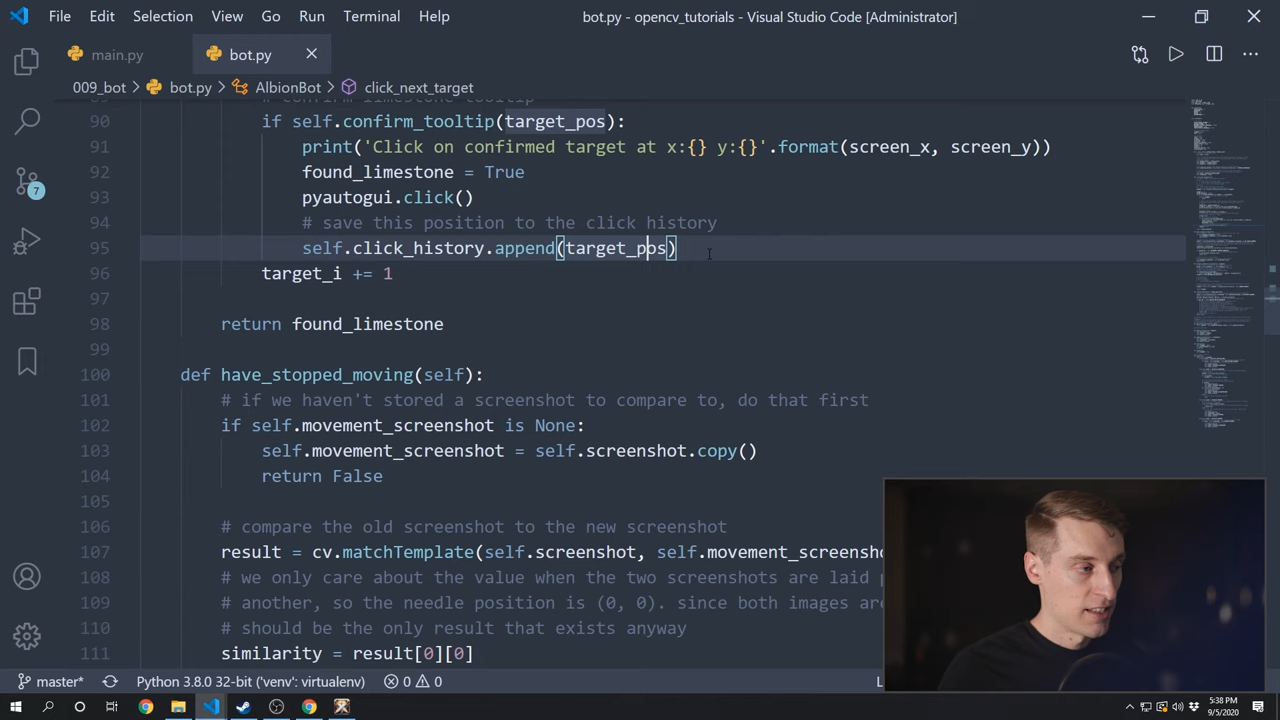 File Edit Selection View Go Run Terminal Help bot.py - opencv_tutorials - Visual Studio Code [Administrator]
main.py bot.py
009_bot > bot.py > AlbionBot > click_next_target
# confirm limestone tooltip
90 if self.confirm_tooltip(target_pos):
91 print('Click on confirmed target at x:{} y:{}'.format(screen_x, screen_y))
92 found_limestone = True
93 pyautogui.click()
94 # save this position to the click history
95 self.click_history.append(target_pos)
96 target_i += 1
97
98 return found_limestone
99
100 def have_stopped_moving(self):
101 # if we haven't stored a screenshot to compare to, do that first
102 if self.movement_screenshot is None:
103 self.movement_screenshot = self.screenshot.copy()
104 return False
105
106 # compare the old screenshot to the new screenshot
107 result = cv.matchTemplate(self.screenshot, self.movement_screensho
108 # we only care about the value when the two screenshots are laid
109 # another, so the needle position is (0, 0). since both images ar
110 # should be the only result that exists anyway
111 similarity = result[0][0]
7
master* Python 3.8.0 32-bit ('venv': virtualenv) 0 0
5:38 PM
9/5/2020